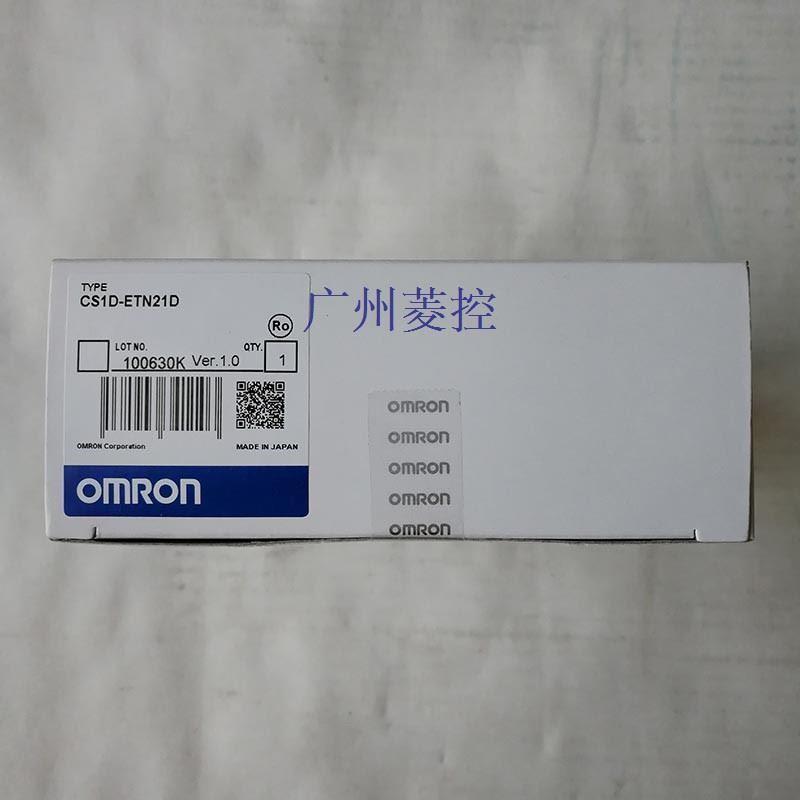 TYPE
CS1D-ETN21D
Ro
广州菱控
LOT NO. QTY.
100630K Ver.1.0 1
OMRON Corporation MADE IN JAPAN
OMRON
OMRON
OMRON
OMRON
OMRON
OMRON